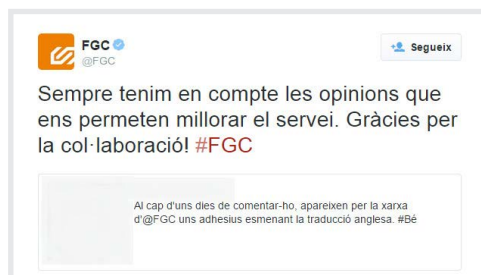 FGC
@FGC
Segueix
Sempre tenim en compte les opinions que
ens permeten millorar el servei. Gràcies per
la col·laboració! #FGC
Al cap d'uns dies de comentar-ho, apareixen per la xarxa
d'@FGC uns adhesius esmenant la traducció anglesa. #Bé